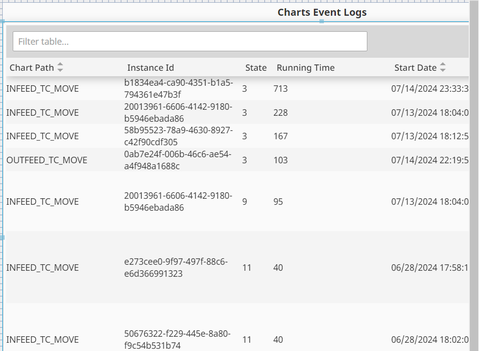 Charts Event Logs
Filter table...
Chart Path Instance Id State Running Time Start Date
INFEED_TC_MOVE b1834ea4-ca90-4351-b1a5-794361e47b3f 3 713 07/14/2024 23:33:3
INFEED_TC_MOVE 20013961-6606-4142-9180-b5946ebada86 3 228 07/13/2024 18:04:0
INFEED_TC_MOVE 58b95523-78a9-4630-8927-c42f90cdf305 3 167 07/13/2024 18:12:5
OUTFEED_TC_MOVE 0ab7e24f-006b-46c6-ae54-a4f948a1688c 3 103 07/14/2024 22:19:5
INFEED_TC_MOVE 20013961-6606-4142-9180-b5946ebada86 9 95 07/13/2024 18:04:0
INFEED_TC_MOVE e273cee0-9f97-497f-88c6-e6d366991323 11 40 06/28/2024 17:58:1
INFEED_TC_MOVE 50676322-f229-445e-8a80-f9c54b531b74 11 40 06/28/2024 18:02:0